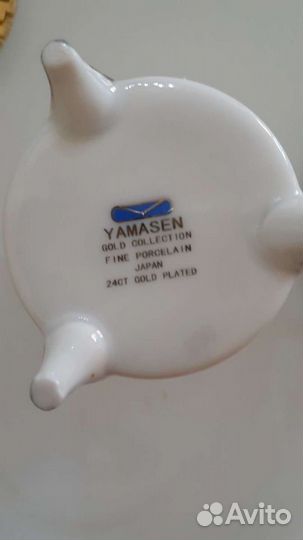 YAMASEN
GOLD COLLECTION
FINE PORCELAIN
JAPAN
24CT GOLD PLATED
Avito